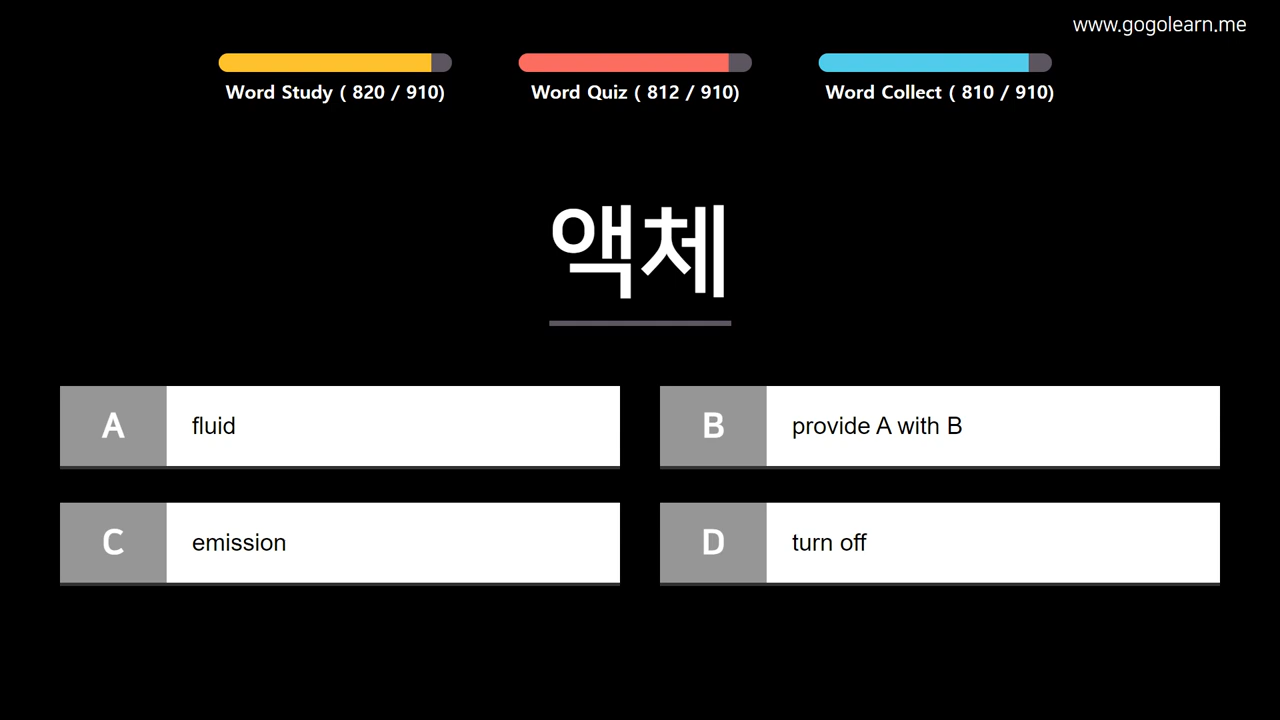 www.gogolearn.me
Word Study ( 820 / 910)
Word Quiz ( 812 / 910)
Word Collect ( 810 / 910)
액체
A fluid
B provide A with B
C emission
D turn off